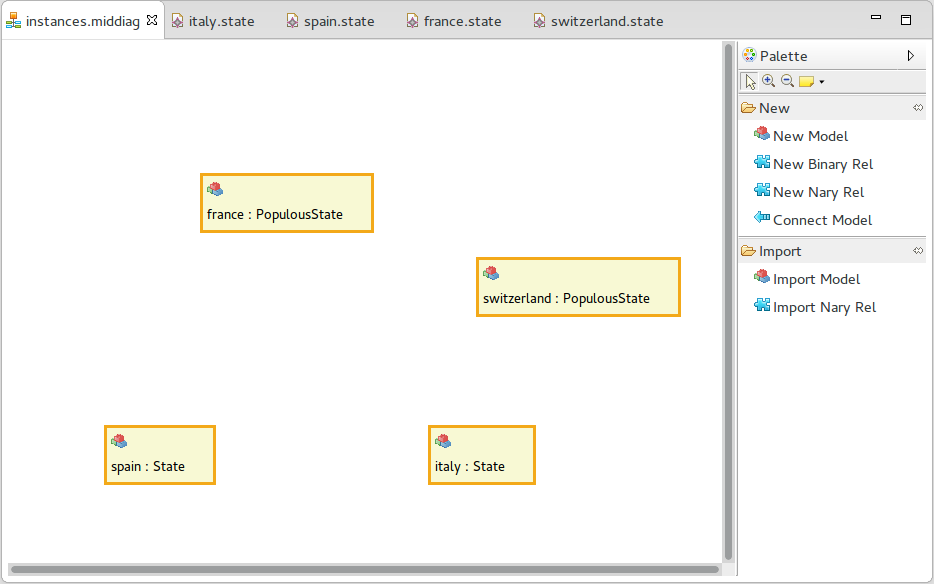 instances.middiag
italy.state
spain.state
france.state
switzerland.state
Palette
New
New Model
New Binary Rel
New Nary Rel
Connect Model
Import
Import Model
Import Nary Rel
france : PopulousState
switzerland : PopulousState
spain : State
italy : State